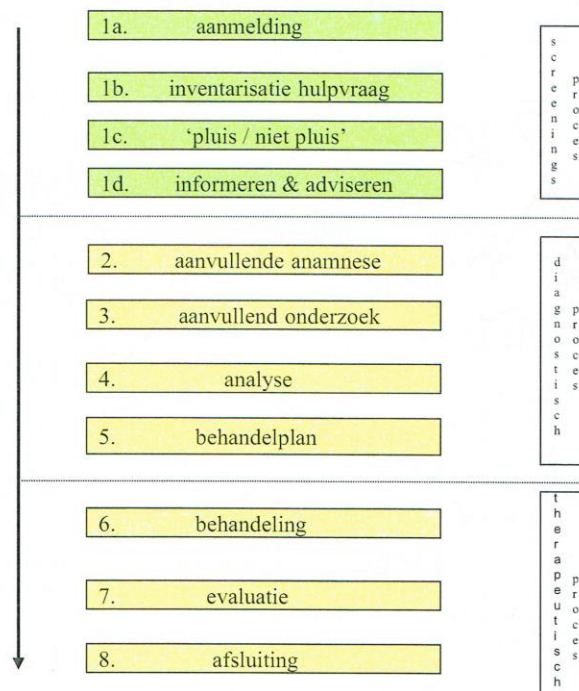 1a. aanmelding
1b. inventarisatie hulpvraag
1c. ‘pluis / niet pluis’
1d. informeren & adviseren
screenings
proces
2. aanvullende anamnese
3. aanvullend onderzoek
4. analyse
5. behandelplan
diagnostisch
proces
6. behandeling
7. evaluatie
8. afsluiting
therapeutisch
proces